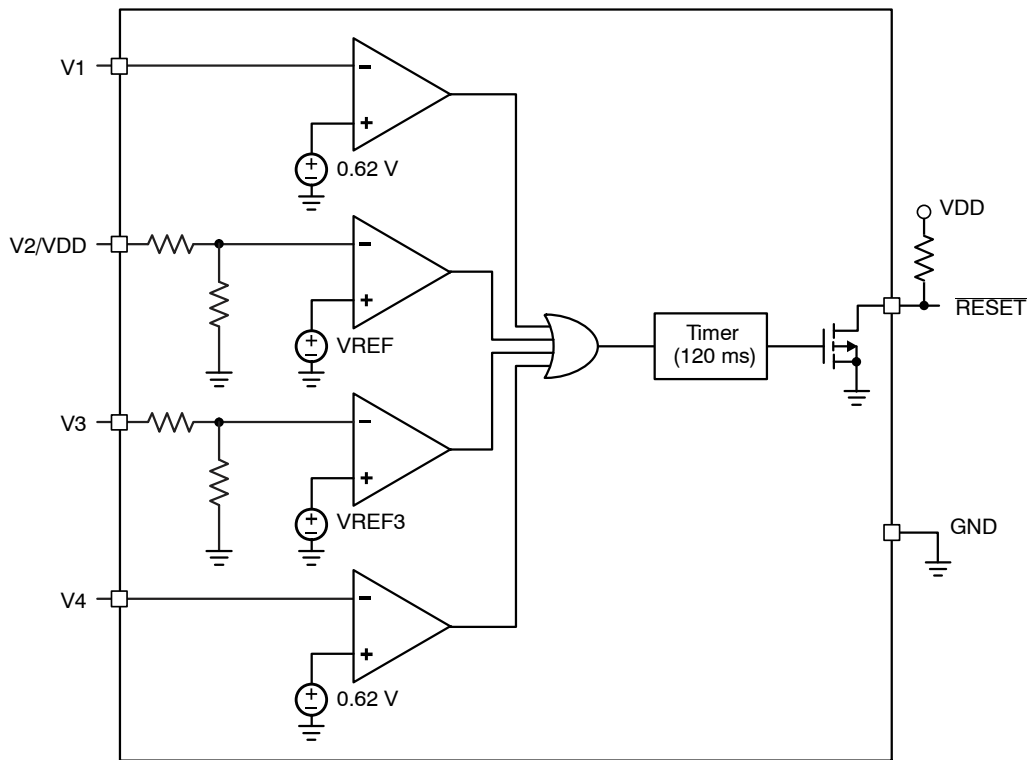 V1
0.62 V
V2/VDD
VREF
V3
VREF3
V4
0.62 V
Timer
(120 ms)
VDD
RESET
GND